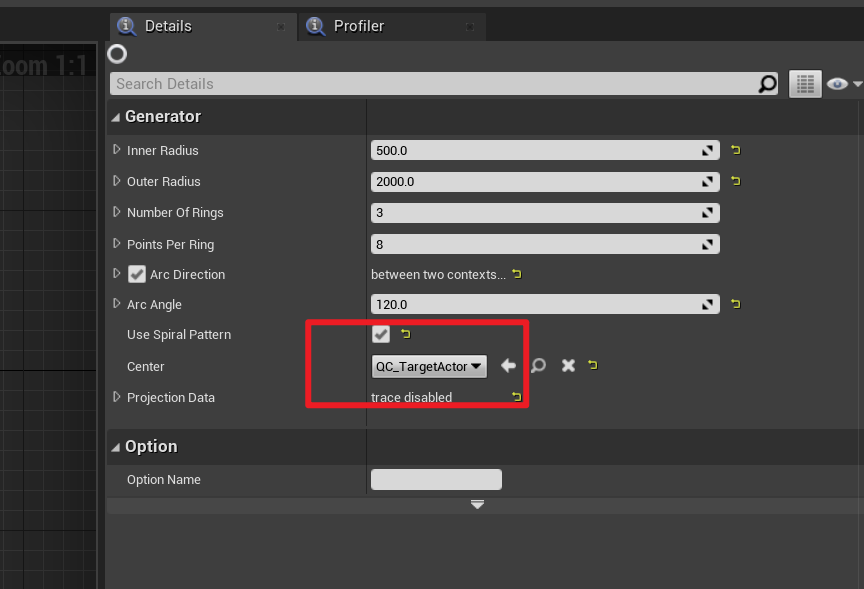 Details
Profiler
oom 1:1
Search Details
Generator
Inner Radius 500.0
Outer Radius 2000.0
Number Of Rings 3
Points Per Ring 8
Arc Direction between two contexts...
Arc Angle 120.0
Use Spiral Pattern
Center QC_TargetActor
Projection Data trace disabled
Option
Option Name